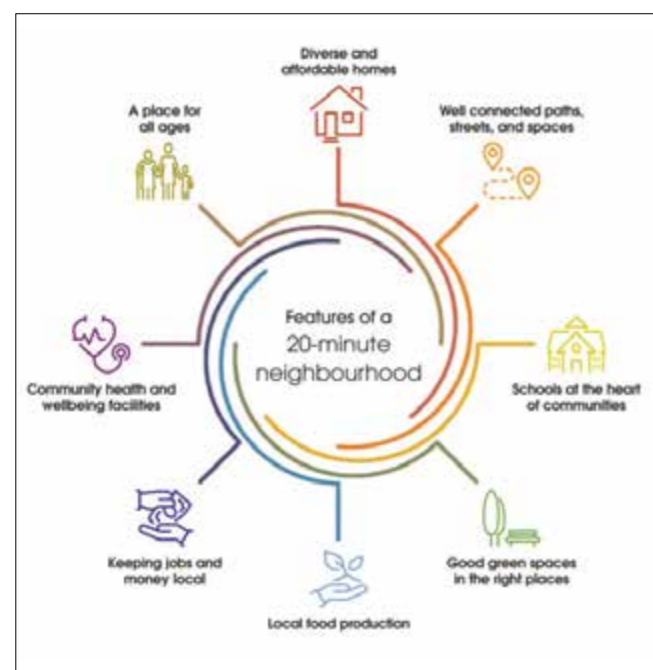 Diverse and
affordable homes
Well connected paths,
streets, and spaces
Schools at the heart
of communities
Good green spaces
in the right places
Local food production
Keeping jobs and
money local
Community health and
wellbeing facilities
A place for
all ages
Features of a
20-minute
neighbourhood